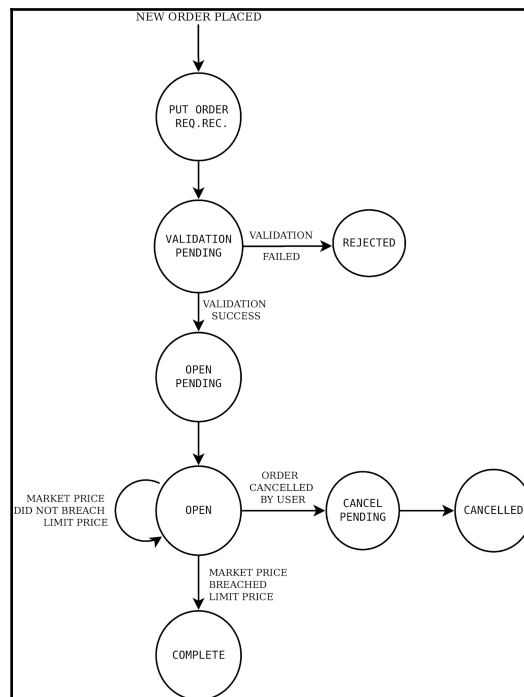 NEW ORDER PLACED
PUT ORDER
REQ.REC.
VALIDATION
PENDING
VALIDATION
FAILED
REJECTED
VALIDATION
SUCCESS
OPEN
PENDING
MARKET PRICE
DID NOT BREACH
LIMIT PRICE
OPEN
ORDER
CANCELLED
BY USER
CANCEL
PENDING
CANCELLED
MARKET PRICE
BREACHED
LIMIT PRICE
COMPLETE